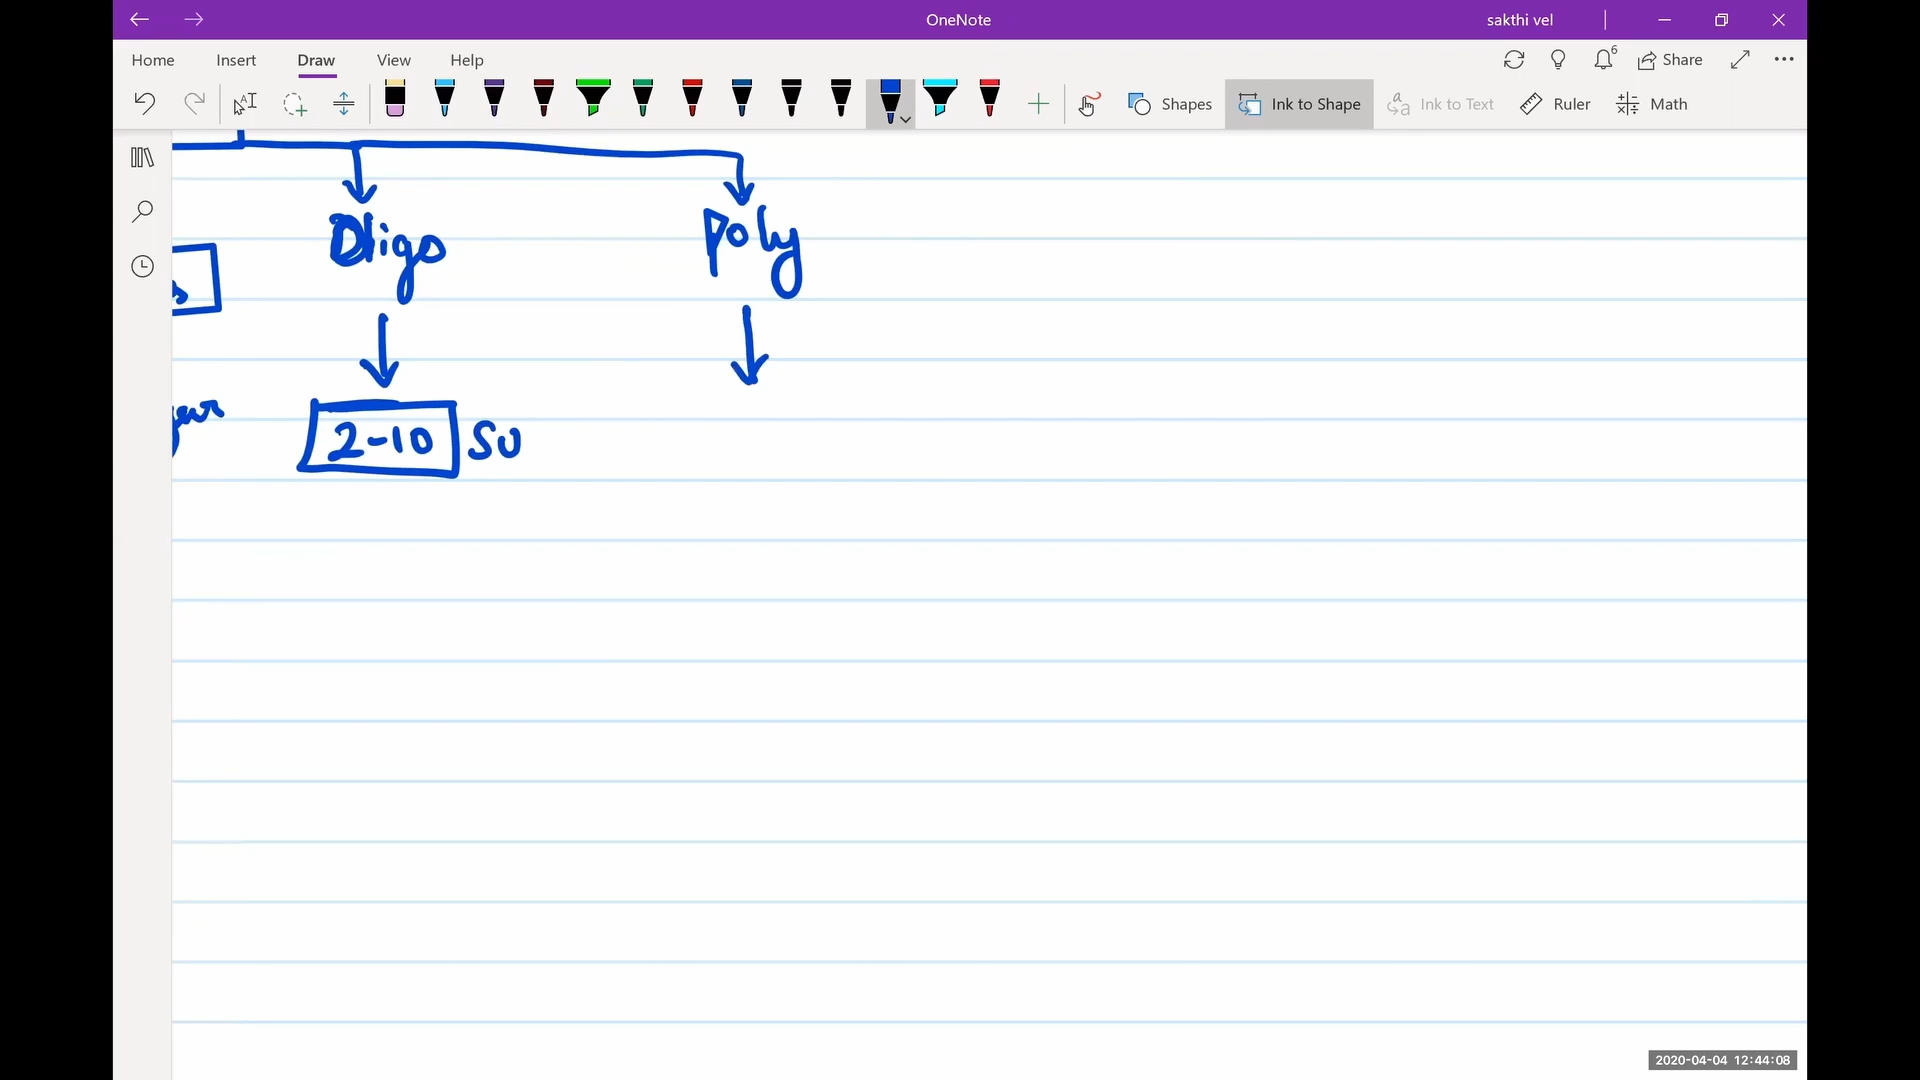 OneNote
sakthi vel
Home Insert Draw View Help
6
Share
Shapes
Ink to Shape
Ink to Text
Ruler
Math
Oligo
Poly
2-10 SU
2020-04-04 12:44:08